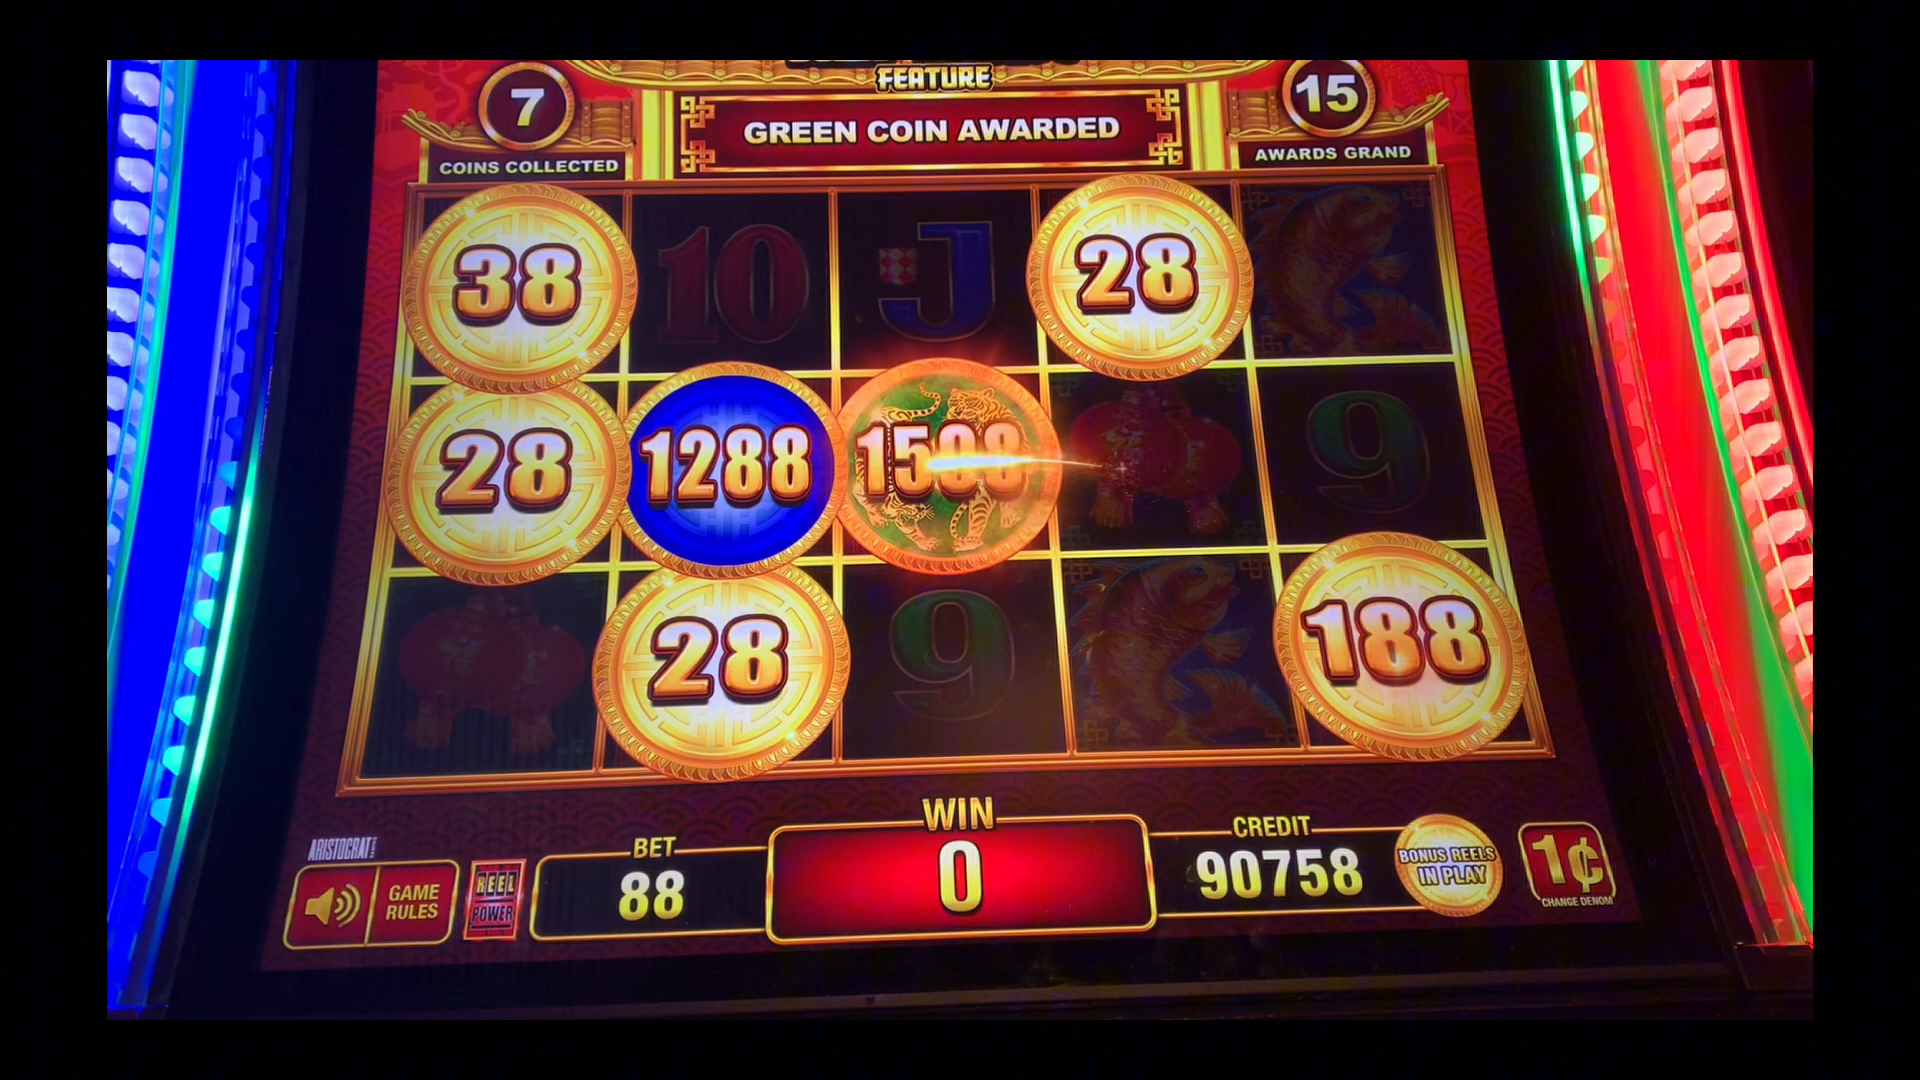 FEATURE
7
15
GREEN COIN AWARDED
COINS COLLECTED
AWARDS GRAND
38
10
J
28
28
1288
9
28
9
188
WIN
BET
CREDIT
ARISTOCRAT
GAME
RULES
REEL
POWER
88
0
90758
BONUS REELS
IN PLAY
1¢
CHANGE DENOM